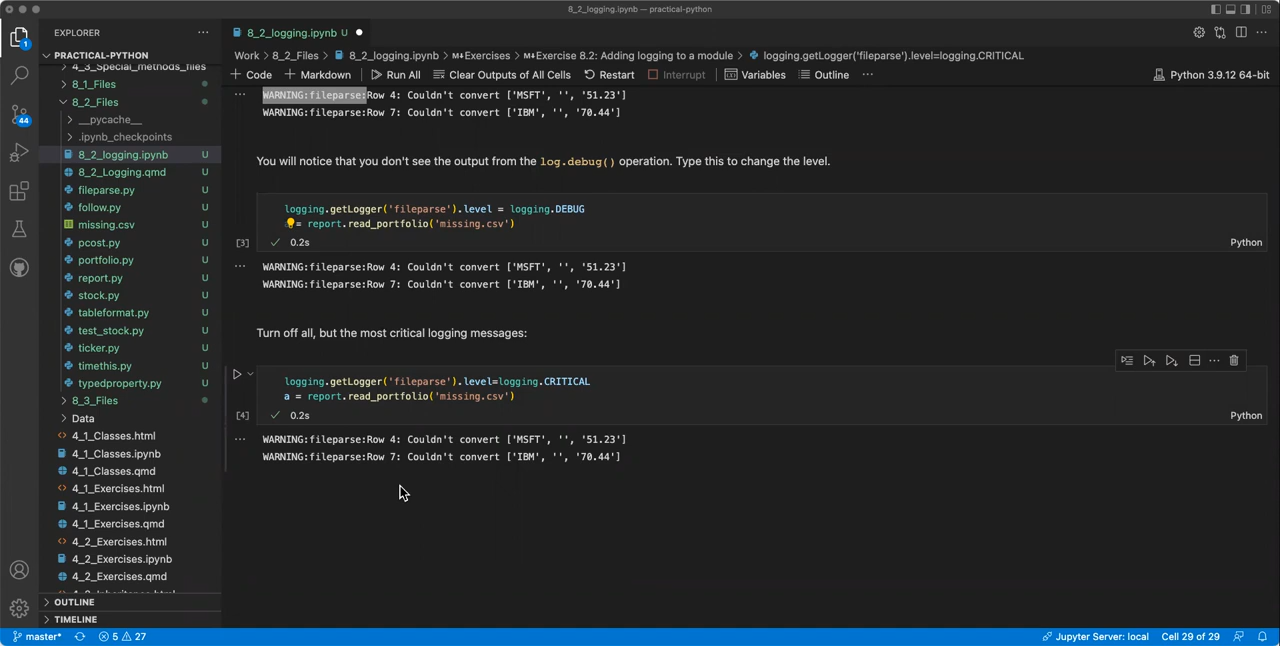 8_2_logging.ipynb — practical-python
EXPLORER
8_2_logging.ipynb U
PRACTICAL-PYTHON
Work > 8_2_Files > 8_2_logging.ipynb > Exercises > Exercise 8.2: Adding logging to a module > logging.getLogger('fileparse').level=logging.CRITICAL
4_3_Special_methods_files
+ Code + Markdown Run All Clear Outputs of All Cells Restart Interrupt Variables Outline ··· Python 3.9.12 64-bit
8_1_Files
8_2_Files
__pycache__
.ipynb_checkpoints
8_2_logging.ipynb U
8_2_Logging.qmd U
fileparse.py U
follow.py U
missing.csv U
pcost.py U
portfolio.py U
report.py U
stock.py U
tableformat.py U
test_stock.py U
ticker.py U
timethis.py U
typedproperty.py U
8_3_Files
Data
4_1_Classes.html
4_1_Classes.ipynb
4_1_Classes.qmd
4_1_Exercises.html
4_1_Exercises.ipynb
4_1_Exercises.qmd
4_2_Exercises.html
4_2_Exercises.ipynb
4_2_Exercises.qmd
OUTLINE
TIMELINE
1
44
WARNING:fileparse:Row 4: Couldn't convert ['MSFT', '', '51.23']
WARNING:fileparse:Row 7: Couldn't convert ['IBM', '', '70.44']
You will notice that you don't see the output from the log.debug() operation. Type this to change the level.
logging.getLogger('fileparse').level = logging.DEBUG
= report.read_portfolio('missing.csv')
[3] 0.2s Python
WARNING:fileparse:Row 4: Couldn't convert ['MSFT', '', '51.23']
WARNING:fileparse:Row 7: Couldn't convert ['IBM', '', '70.44']
Turn off all, but the most critical logging messages:
logging.getLogger('fileparse').level=logging.CRITICAL
a = report.read_portfolio('missing.csv')
[4] 0.2s Python
WARNING:fileparse:Row 4: Couldn't convert ['MSFT', '', '51.23']
WARNING:fileparse:Row 7: Couldn't convert ['IBM', '', '70.44']
master* 5 27 Jupyter Server: local Cell 29 of 29